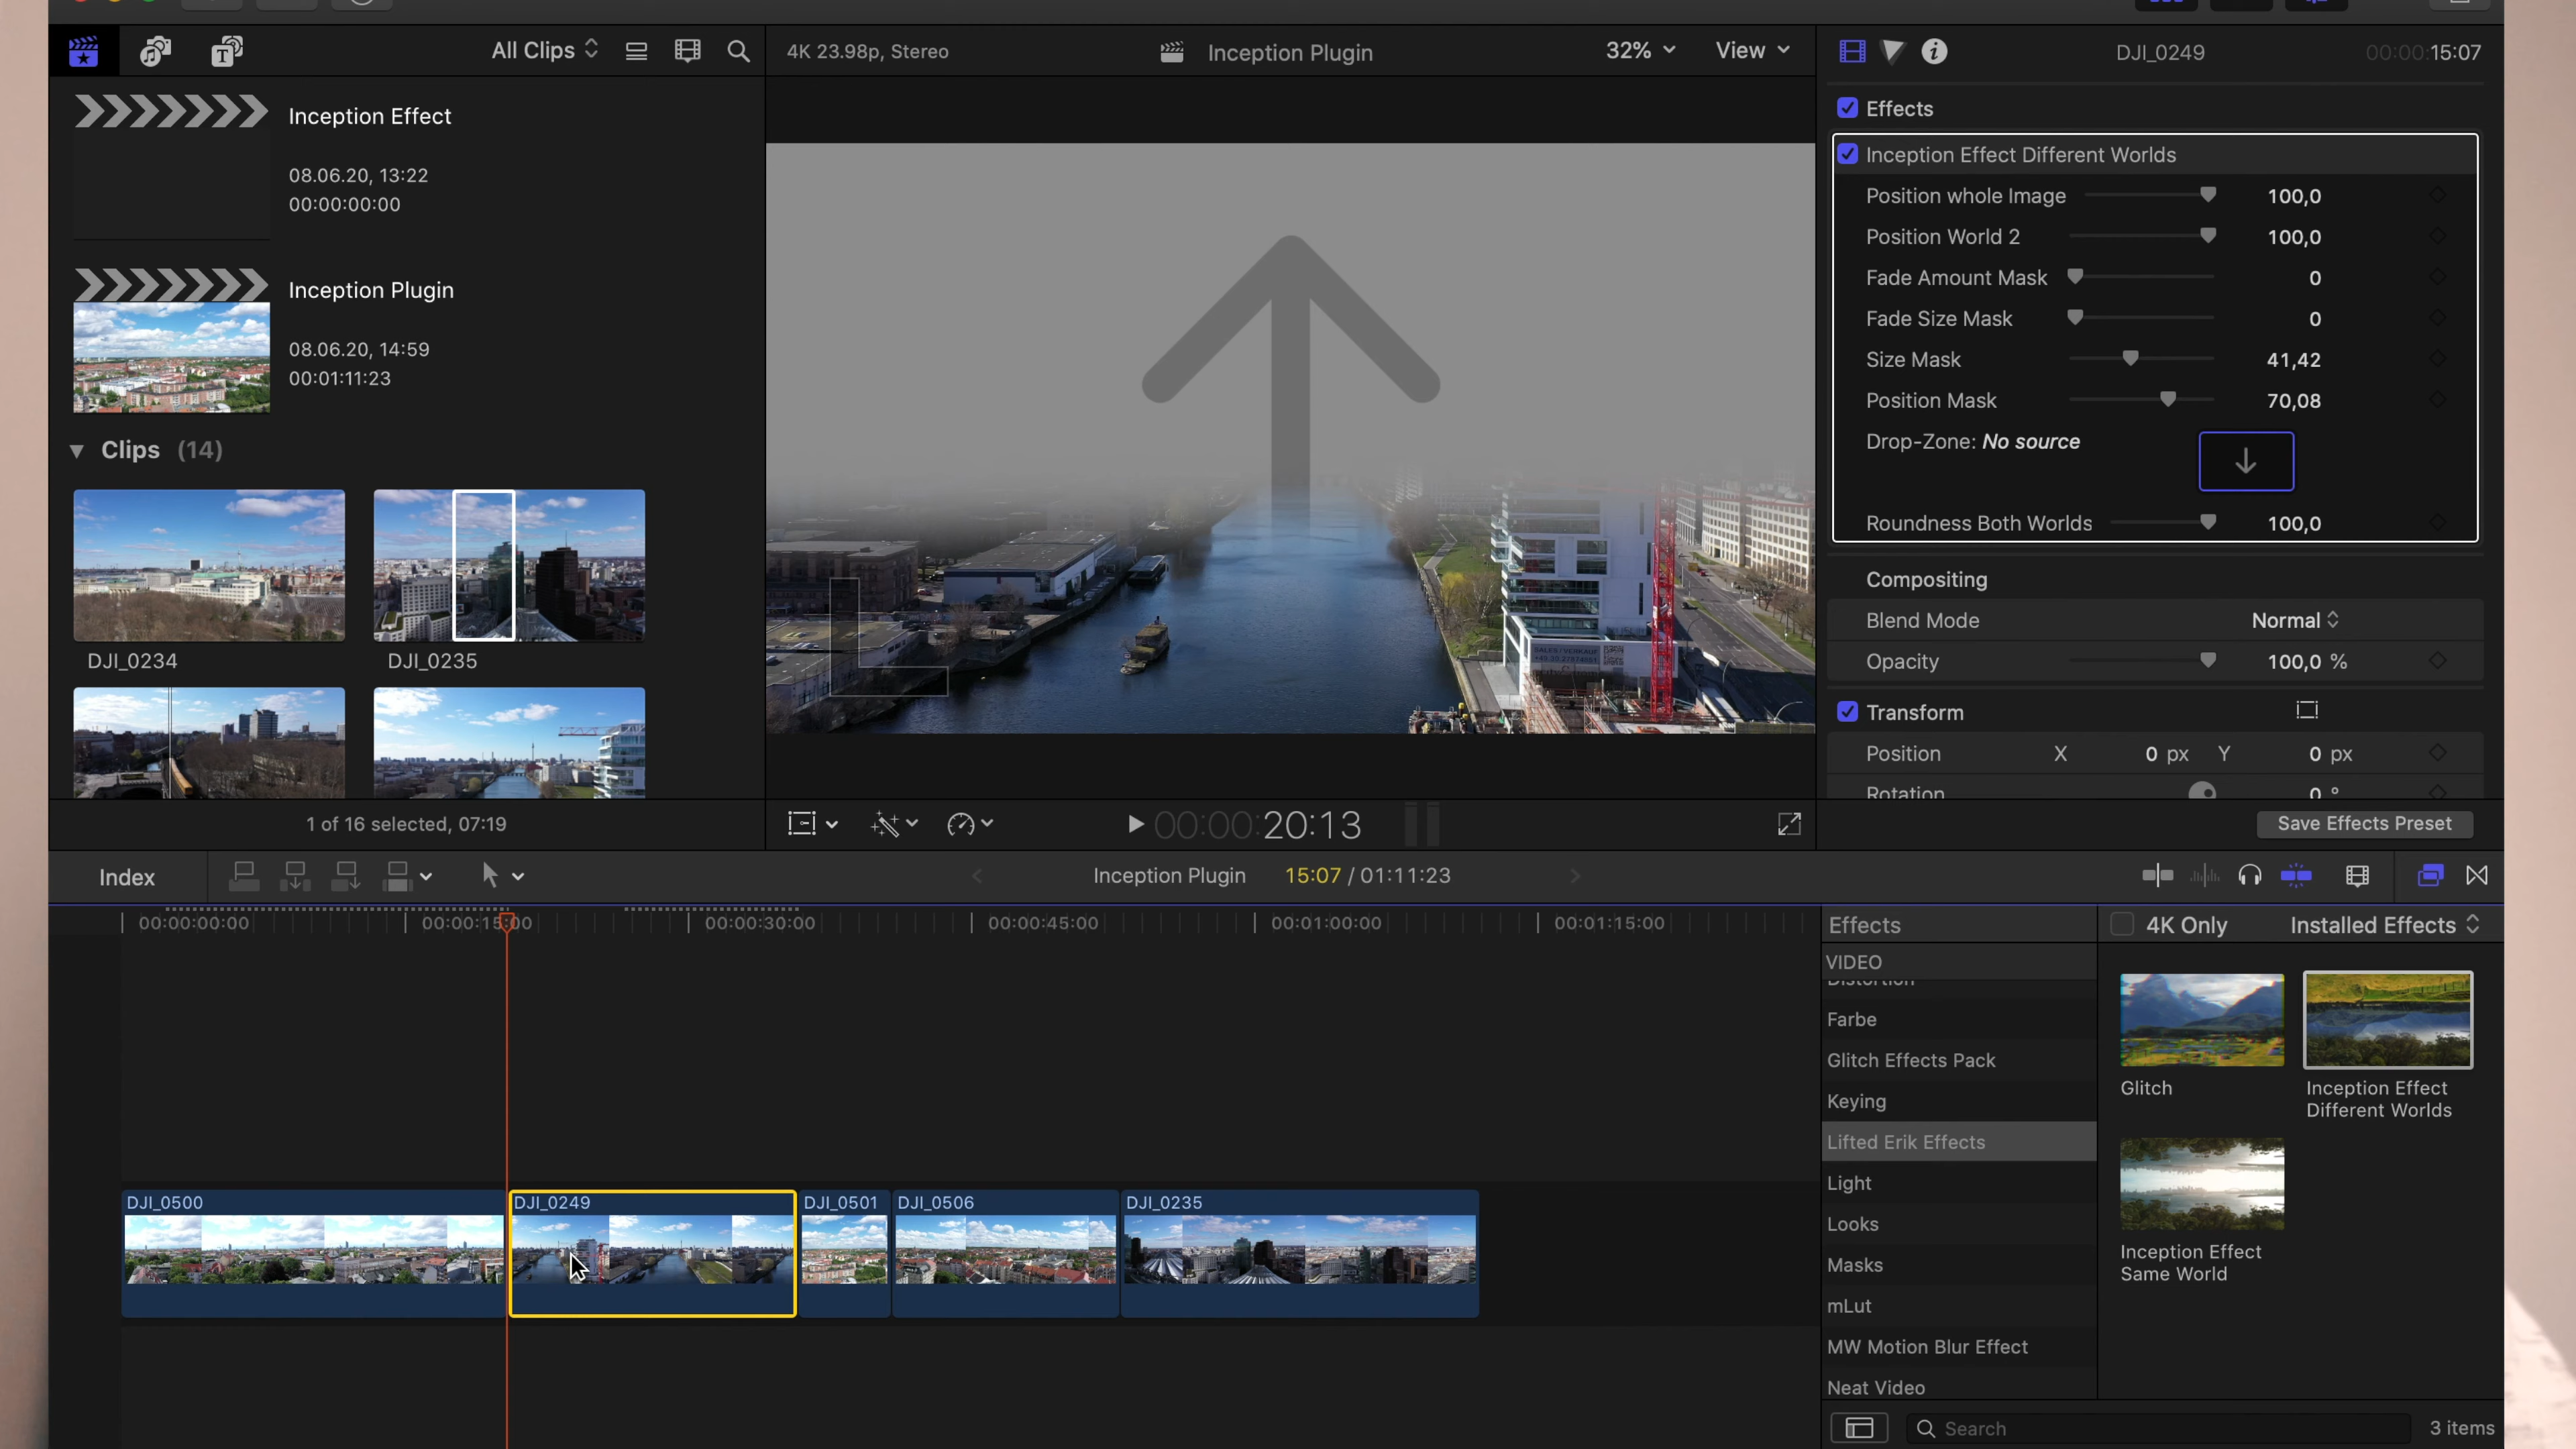 All Clips
4K 23.98p, Stereo
Inception Plugin
32%
View
DJI_0249
00:00:15:07
Inception Effect
08.06.20, 13:22
00:00:00:00
Inception Plugin
08.06.20, 14:59
00:01:11:23
Clips (14)
DJI_0234
DJI_0235
1 of 16 selected, 07:19
SALES / VERKAUF
00:00:20:13
Effects
Inception Effect Different Worlds
Position whole Image 100,0
Position World 2 100,0
Fade Amount Mask 0
Fade Size Mask 0
Size Mask 41,42
Position Mask 70,08
Drop-Zone: No source
Roundness Both Worlds 100,0
Compositing
Blend Mode Normal
Opacity 100,0 %
Transform
Position X 0 px Y 0 px
Rotation 0 °
Save Effects Preset
Index
Inception Plugin 15:07 / 01:11:23
00:00:00:00
00:00:15:00
00:00:30:00
00:00:45:00
00:01:00:00
00:01:15:00
DJI_0500
DJI_0249
DJI_0501
DJI_0506
DJI_0235
Effects
4K Only
Installed Effects
VIDEO
Distortion
Farbe
Glitch Effects Pack
Keying
Lifted Erik Effects
Light
Looks
Masks
mLut
MW Motion Blur Effect
Neat Video
Glitch
Inception Effect
Different Worlds
Inception Effect
Same World
Search
3 items